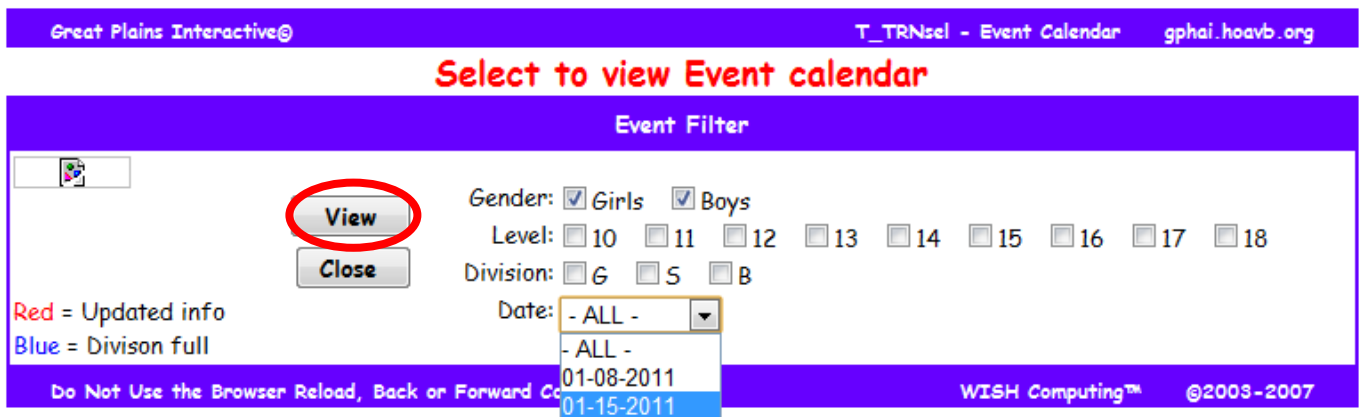 Great Plains Interactive© T_TRNsel - Event Calendar gphai.hoavb.org
Select to view Event calendar
Event Filter
View
Close
Gender: Girls Boys
Level: 10 11 12 13 14 15 16 17 18
Division: G S B
Date: - ALL -
- ALL -
01-08-2011
01-15-2011
Red = Updated info
Blue = Divison full
Do Not Use the Browser Reload, Back or Forward WISH Computing™ ©2003-2007